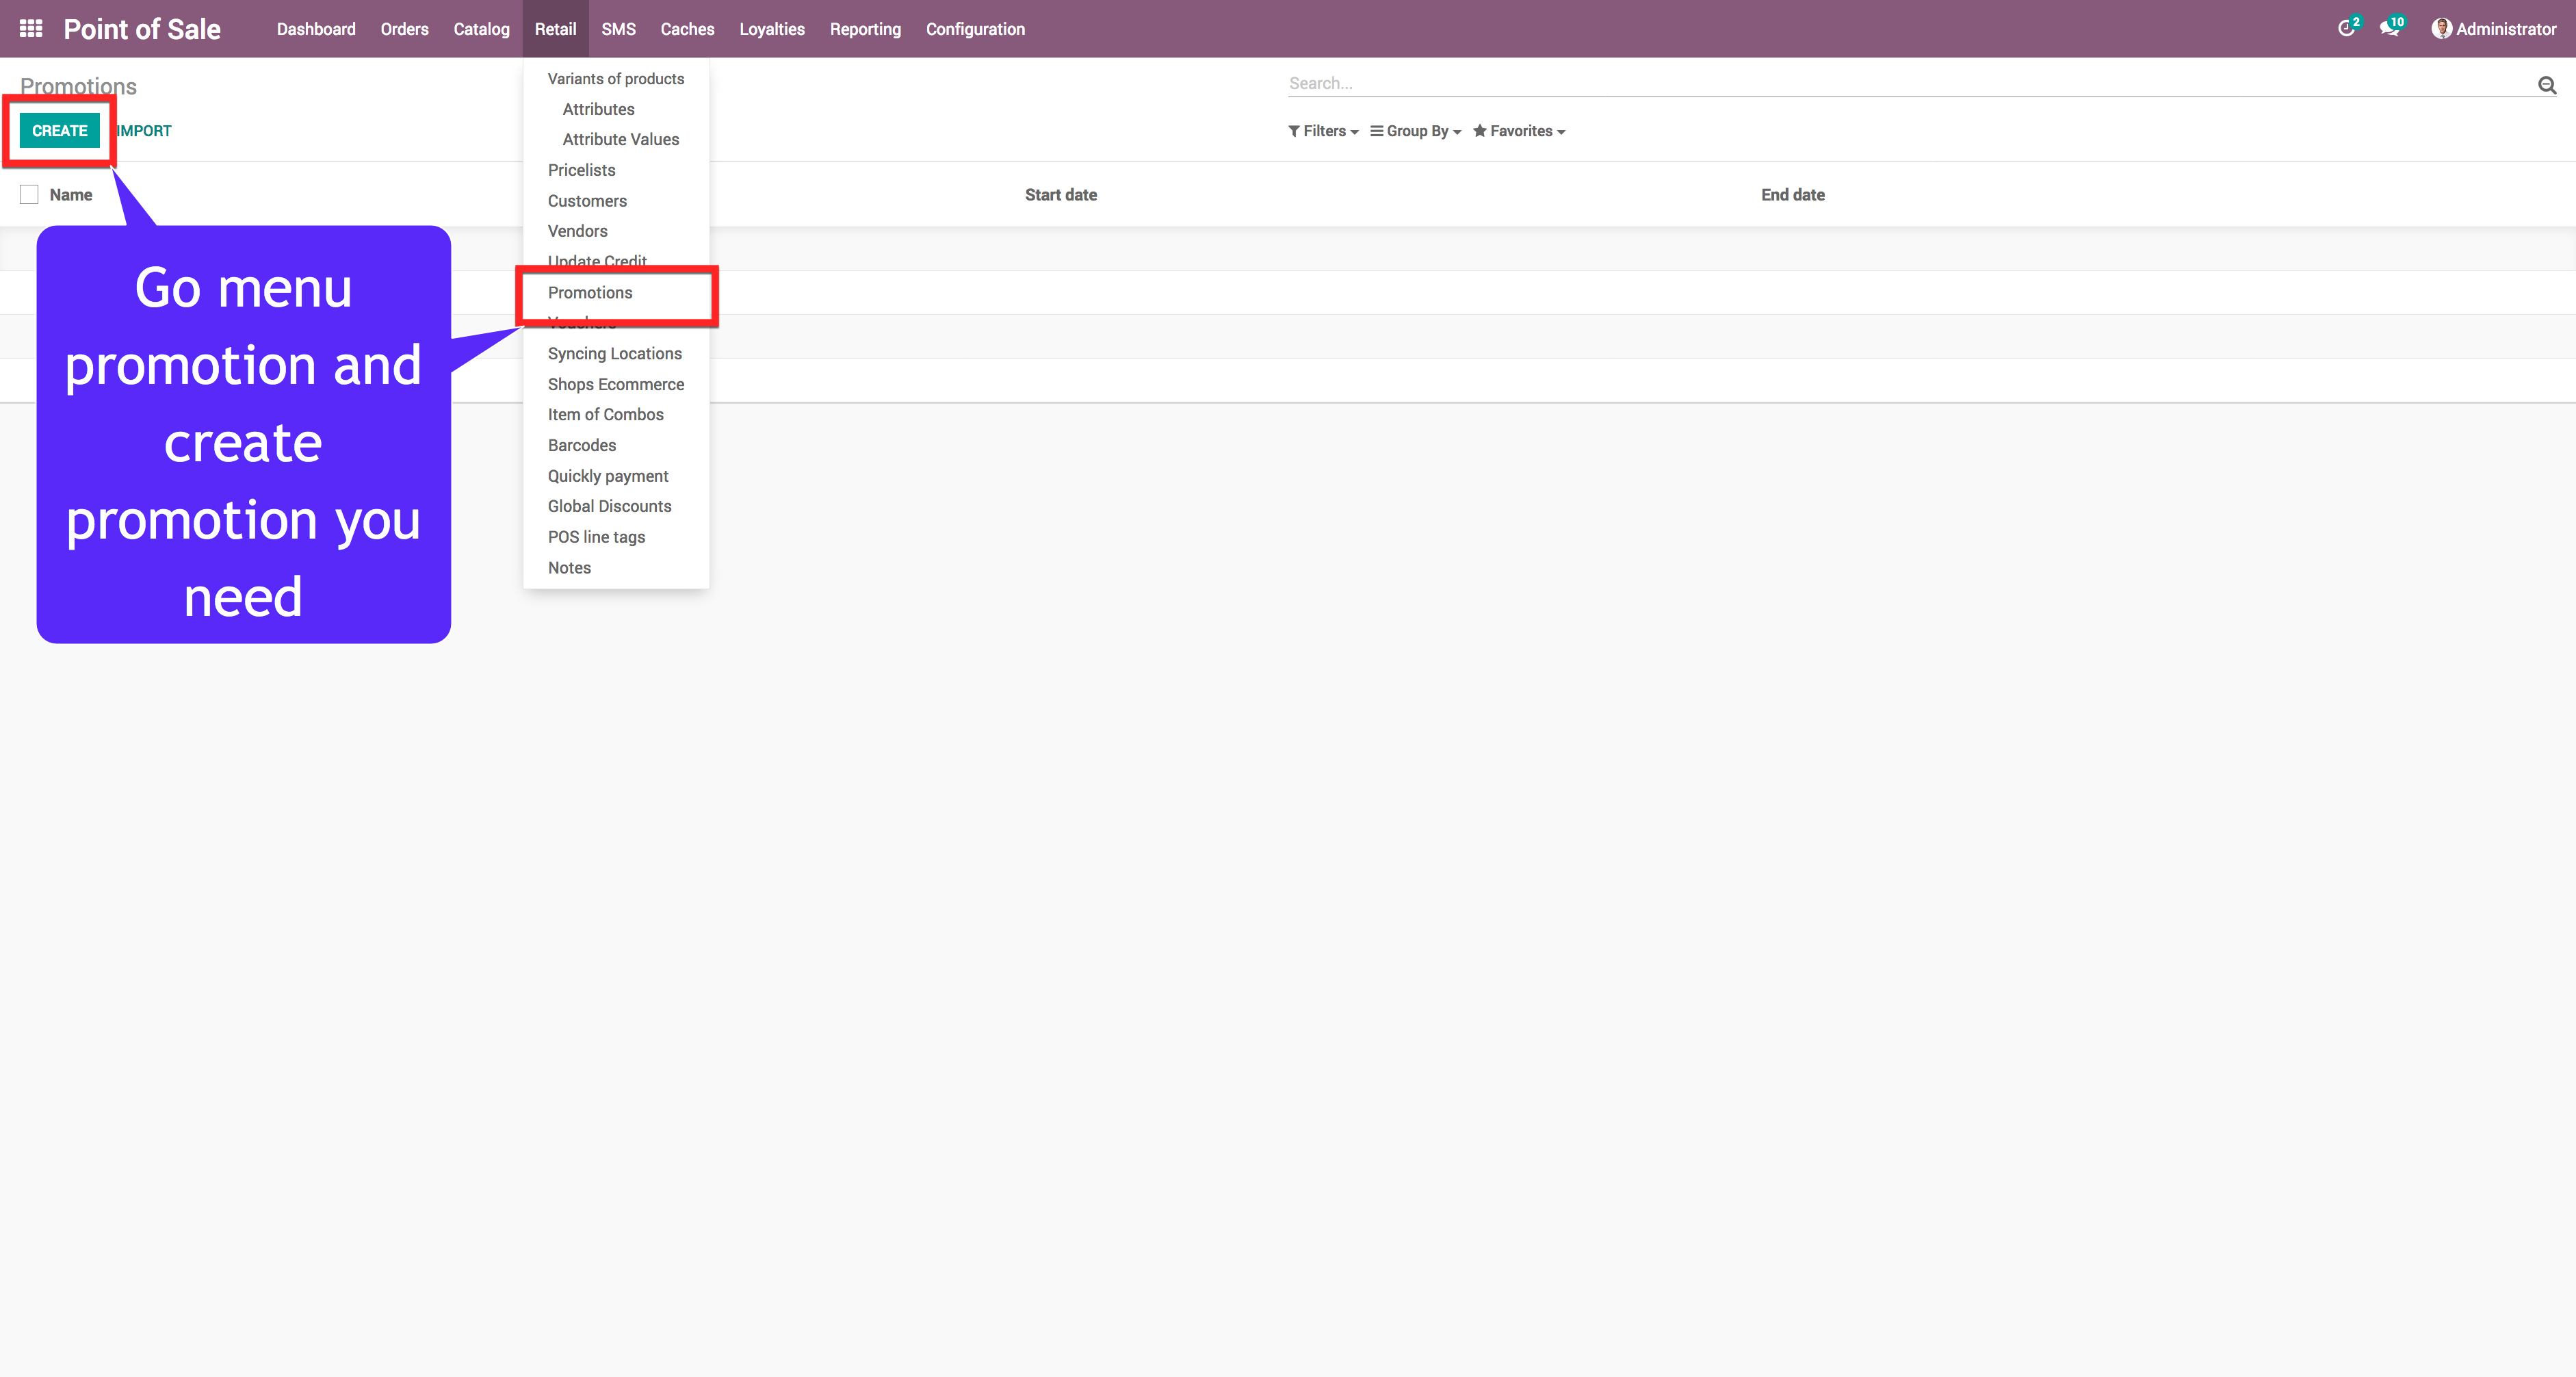 Point of Sale Dashboard Orders Catalog Retail SMS Caches Loyalties Reporting Configuration 2 10 Administrator
Promotions
Search...
CREATE IMPORT
Filters Group By Favorites
Name Start date End date
Variants of products
Attributes
Attribute Values
Pricelists
Customers
Vendors
Update Credit
Promotions
Vouchers
Syncing Locations
Shops Ecommerce
Item of Combos
Barcodes
Quickly payment
Global Discounts
POS line tags
Notes
Go menu
promotion and
create
promotion you
need